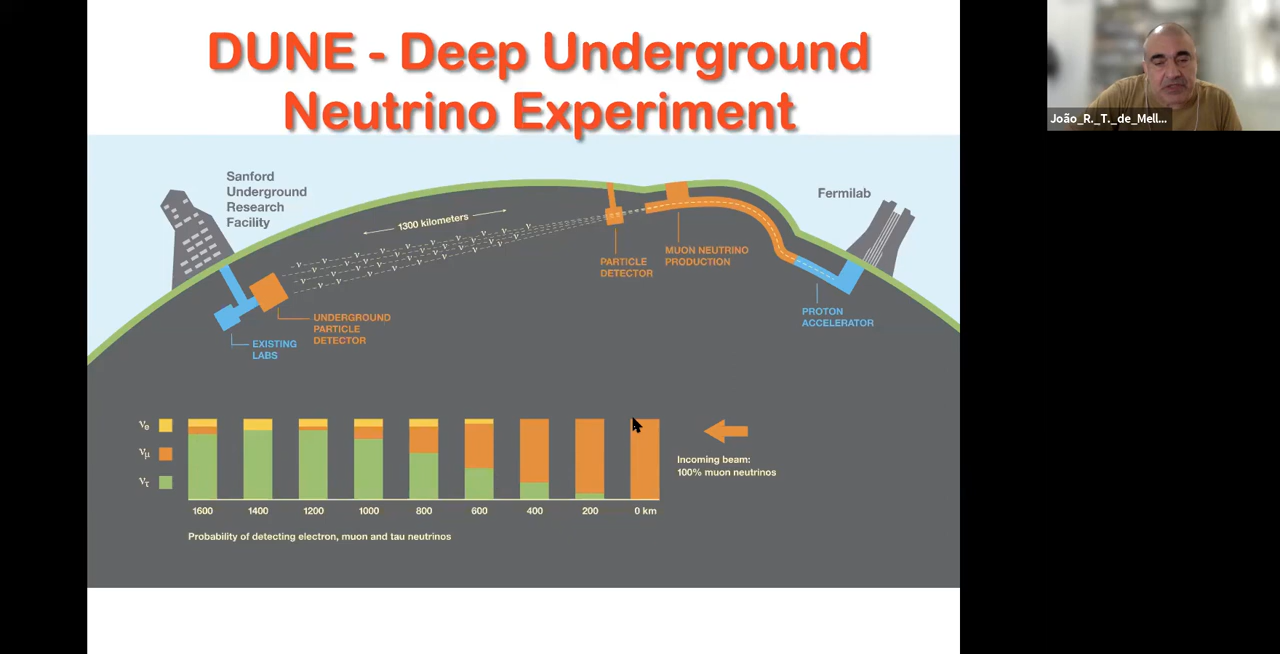 DUNE - Deep Underground
Neutrino Experiment
João_R._T._de_Mell...
Sanford
Underground
Research
Facility
Fermilab
1300 kilometers
ν ν ν ν ν ν ν
ν ν ν ν ν ν
ν ν ν ν ν
ν ν ν
PARTICLE
DETECTOR
MUON NEUTRINO
PRODUCTION
PROTON
ACCELERATOR
UNDERGROUND
PARTICLE
DETECTOR
EXISTING
LABS
νe
νμ
ντ
Incoming beam:
100% muon neutrinos
1600 1400 1200 1000 800 600 400 200 0 km
Probability of detecting electron, muon and tau neutrinos